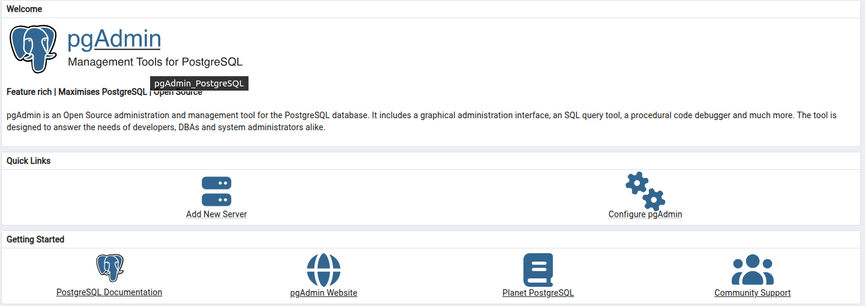 Welcome
pgAdmin
Management Tools for PostgreSQL
pgAdmin_PostgreSQL
Feature rich | Maximises PostgreSQL | Open Source
pgAdmin is an Open Source administration and management tool for the PostgreSQL database. It includes a graphical administration interface, an SQL query tool, a procedural code debugger and much more. The tool is
designed to answer the needs of developers, DBAs and system administrators alike.
Quick Links
Add New Server
Configure pgAdmin
Getting Started
PostgreSQL Documentation
pgAdmin Website
Planet PostgreSQL
Community Support